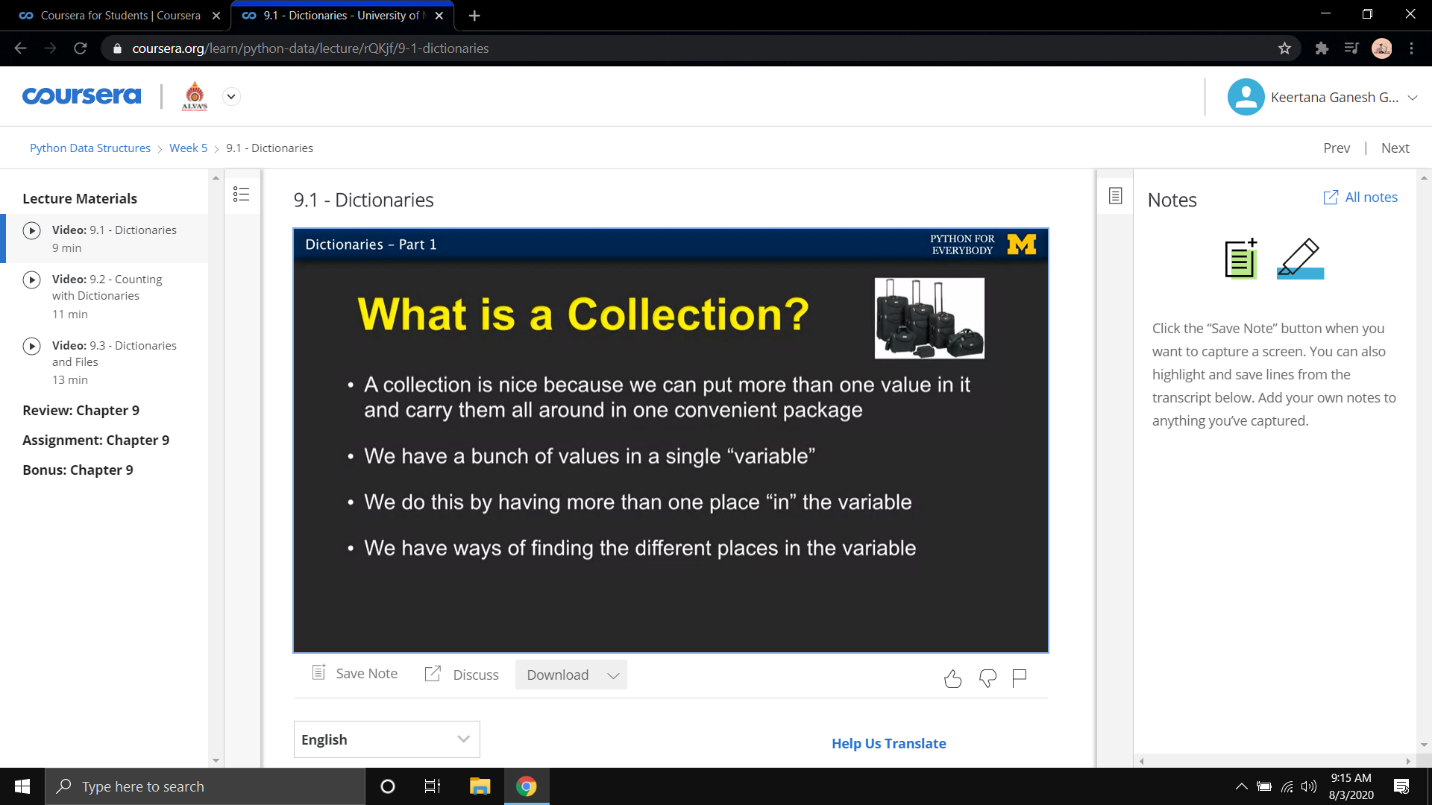 Coursera for Students | Coursera
9.1 - Dictionaries - University of
coursera.org/learn/python-data/lecture/rQKjf/9-1-dictionaries
coursera
ALVA'S
Keertana Ganesh G...
Python Data Structures > Week 5 > 9.1 - Dictionaries
Prev | Next
Lecture Materials
Video: 9.1 - Dictionaries
9 min
Video: 9.2 - Counting
with Dictionaries
11 min
Video: 9.3 - Dictionaries
and Files
13 min
Review: Chapter 9
Assignment: Chapter 9
Bonus: Chapter 9
9.1 - Dictionaries
Dictionaries – Part 1
PYTHON FOR
EVERYBODY
M
What is a Collection?
• A collection is nice because we can put more than one value in it
and carry them all around in one convenient package
• We have a bunch of values in a single “variable”
• We do this by having more than one place “in” the variable
• We have ways of finding the different places in the variable
Save Note
Discuss
Download
English
Help Us Translate
Notes
All notes
Click the “Save Note” button when you
want to capture a screen. You can also
highlight and save lines from the
transcript below. Add your own notes to
anything you’ve captured.
Type here to search
9:15 AM
8/3/2020